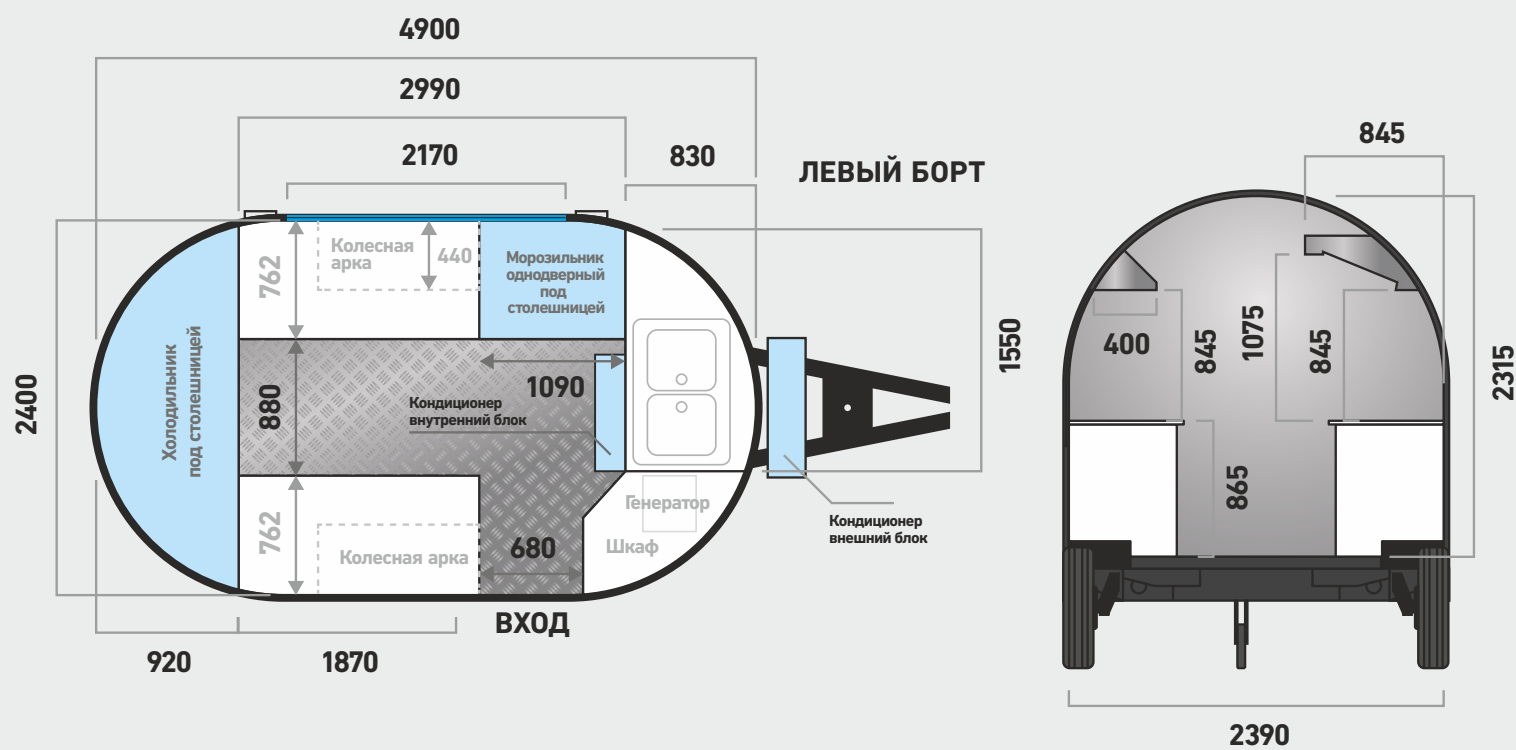 4900
2990
2170
830
ЛЕВЫЙ БОРТ
845
Колесная
арка
440
762
Морозильник
однодверный
под
столешницей
Холодильник
под столешницей
2400
880
1090
Кондиционер
внутренний блок
1550
762
Колесная арка
680
Генератор
Шкаф
Кондиционер
внешний блок
ВХОД
920
1870
400
845
1075
845
2315
865
2390